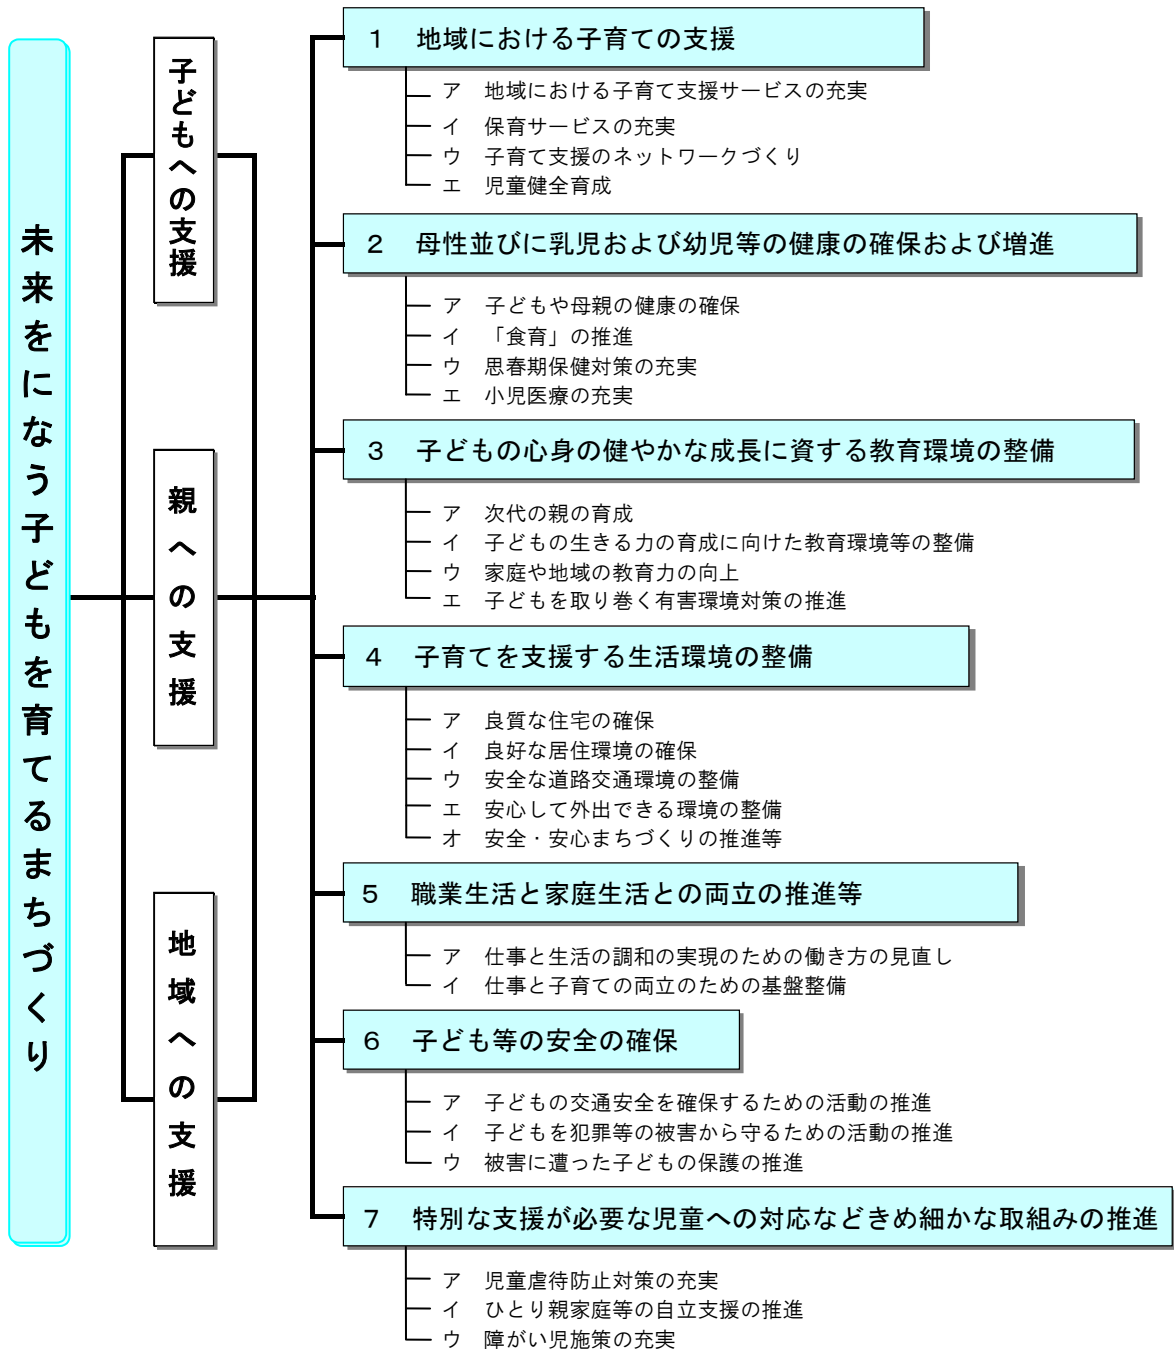 未来をになう子どもを育てるまちづくり
子どもへの支援
親への支援
地域への支援
１　地域における子育ての支援
ア　地域における子育て支援サービスの充実
イ　保育サービスの充実
ウ　子育て支援のネットワークづくり
エ　児童健全育成
２　母性並びに乳児および幼児等の健康の確保および増進
ア　子どもや母親の健康の確保
イ　「食育」の推進
ウ　思春期保健対策の充実
エ　小児医療の充実
３　子どもの心身の健やかな成長に資する教育環境の整備
ア　次代の親の育成
イ　子どもの生きる力の育成に向けた教育環境等の整備
ウ　家庭や地域の教育力の向上
エ　子どもを取り巻く有害環境対策の推進
４　子育てを支援する生活環境の整備
ア　良質な住宅の確保
イ　良好な居住環境の確保
ウ　安全な道路交通環境の整備
エ　安心して外出できる環境の整備
オ　安全・安心まちづくりの推進等
５　職業生活と家庭生活との両立の推進等
ア　仕事と生活の調和の実現のための働き方の見直し
イ　仕事と子育ての両立のための基盤整備
６　子ども等の安全の確保
ア　子どもの交通安全を確保するための活動の推進
イ　子どもを犯罪等の被害から守るための活動の推進
ウ　被害に遭った子どもの保護の推進
７　特別な支援が必要な児童への対応などきめ細かな取組みの推進
ア　児童虐待防止対策の充実
イ　ひとり親家庭等の自立支援の推進
ウ　障がい児施策の充実